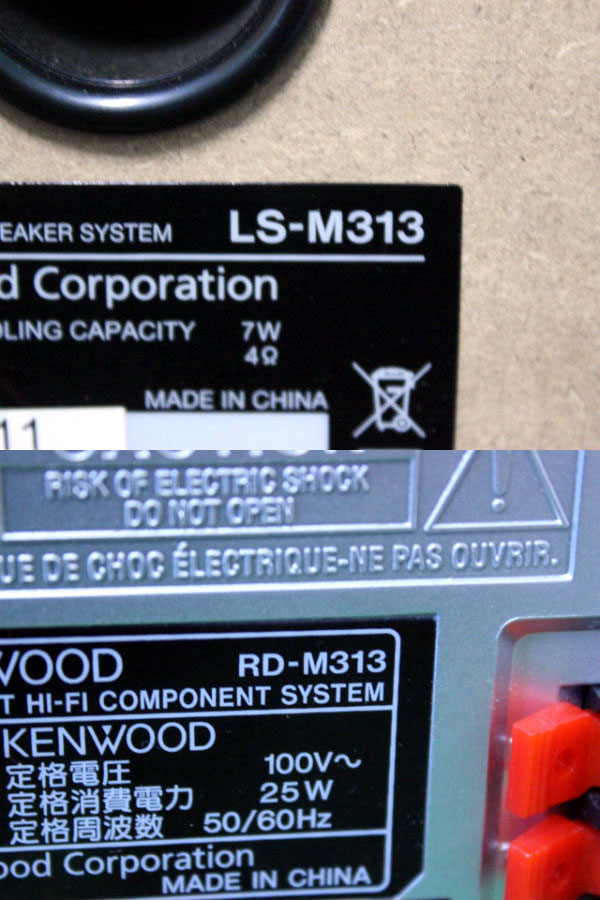 EAKER SYSTEM LS-M313
d Corporation
LING CAPACITY 7W
4Ω
MADE IN CHINA
11
CAUTION
RISK OF ELECTRIC SHOCK
DO NOT OPEN
UE DE CHOC ÉLECTRIQUE-NE PAS OUVRIR.
WOOD RD-M313
T HI-FI COMPONENT SYSTEM
KENWOOD
定格電圧 100V～
定格消費電力 25W
定格周波数 50/60Hz
ood Corporation
MADE IN CHINA